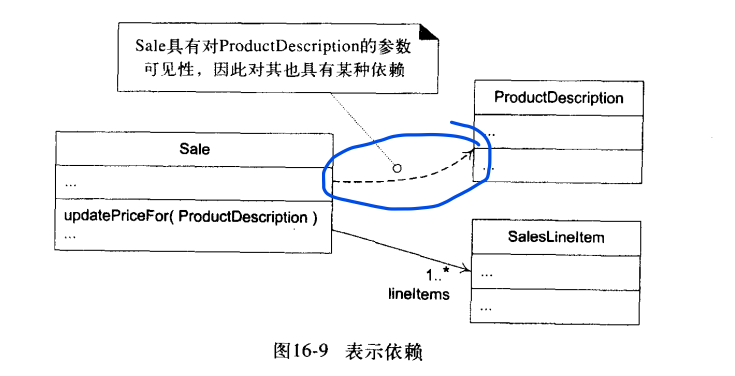 Sale具有对ProductDescription的参数
可见性，因此对其也具有某种依赖
ProductDescription
...
...
Sale
...
updatePriceFor( ProductDescription )
...
SalesLineItem
...
...
1..*
lineItems
图16-9 表示依赖